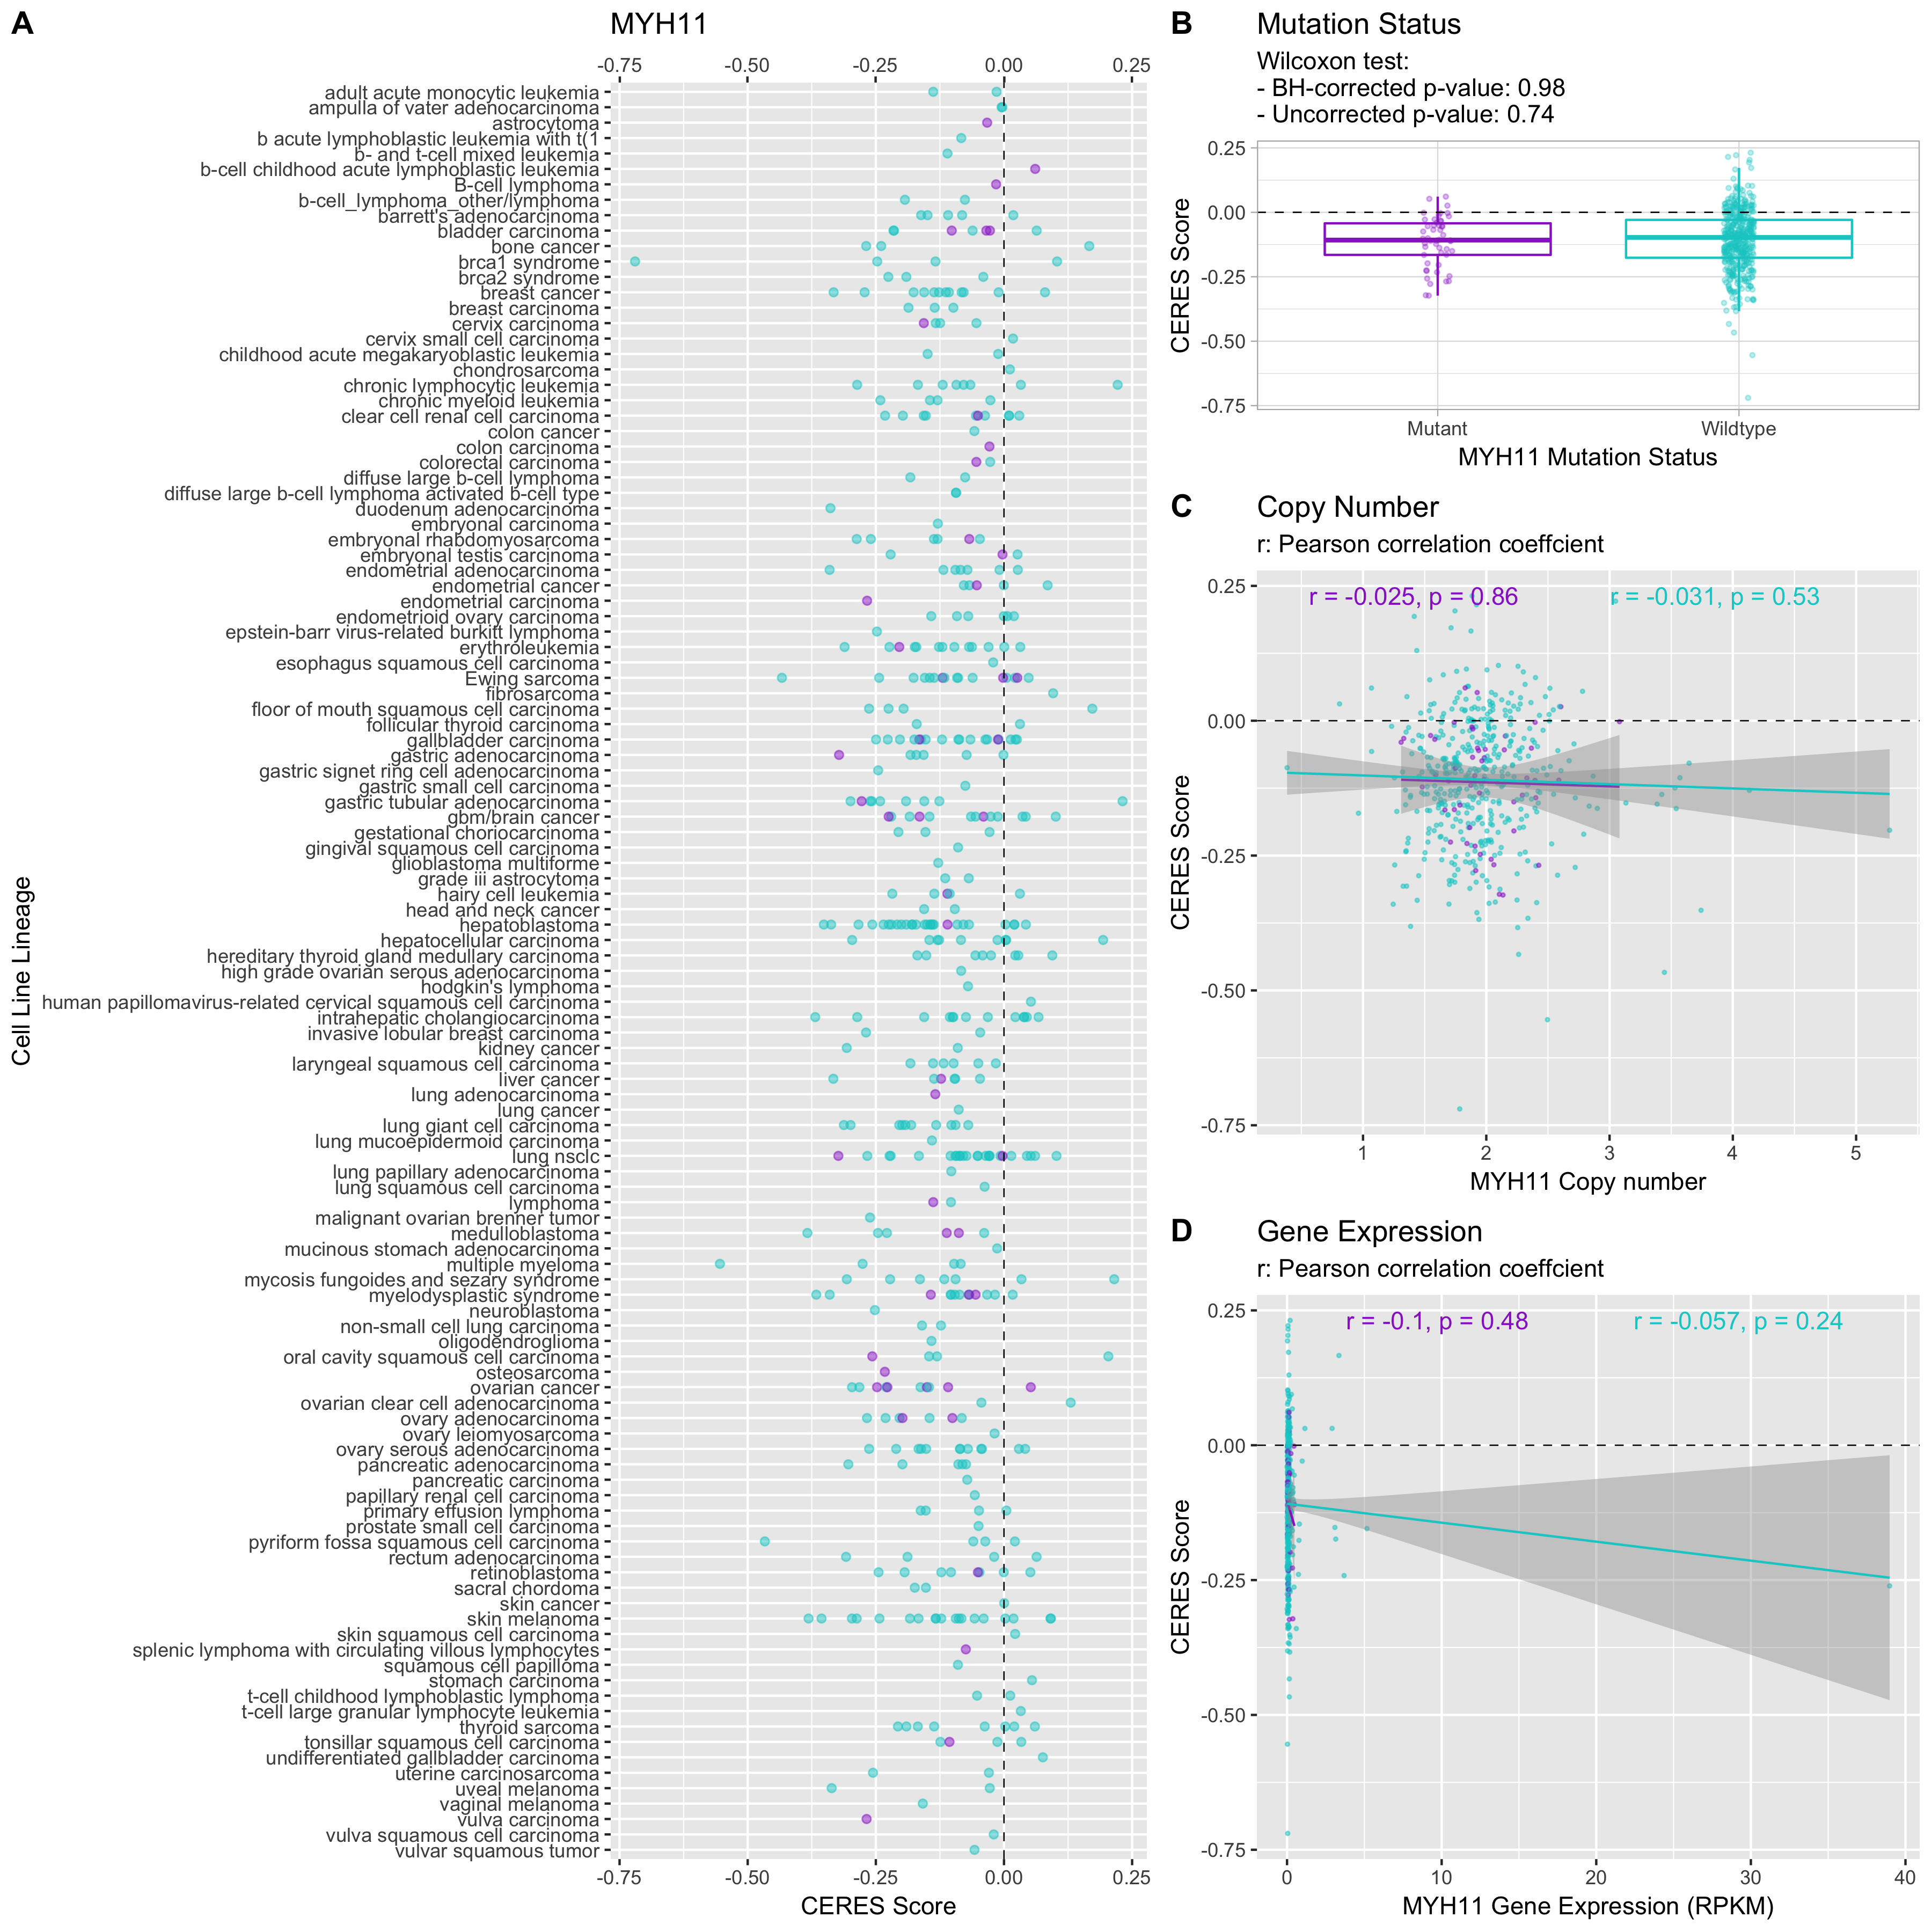 A
MYH11
-0.75 -0.50 -0.25 0.00 0.25
Cell Line Lineage
adult acute monocytic leukemia
ampulla of vater adenocarcinoma
astrocytoma
b acute lymphoblastic leukemia with t(1
b- and t-cell mixed leukemia
b-cell childhood acute lymphoblastic leukemia
B-cell lymphoma
b-cell_lymphoma_other/lymphoma
barrett's adenocarcinoma
bladder carcinoma
bone cancer
brca1 syndrome
brca2 syndrome
breast cancer
breast carcinoma
cervix carcinoma
cervix small cell carcinoma
childhood acute megakaryoblastic leukemia
chondrosarcoma
chronic lymphocytic leukemia
chronic myeloid leukemia
clear cell renal cell carcinoma
colon cancer
colon carcinoma
colorectal carcinoma
diffuse large b-cell lymphoma
diffuse large b-cell lymphoma activated b-cell type
duodenum adenocarcinoma
embryonal carcinoma
embryonal rhabdomyosarcoma
embryonal testis carcinoma
endometrial adenocarcinoma
endometrial cancer
endometrial carcinoma
endometrioid ovary carcinoma
epstein-barr virus-related burkitt lymphoma
erythroleukemia
esophagus squamous cell carcinoma
Ewing sarcoma
fibrosarcoma
floor of mouth squamous cell carcinoma
follicular thyroid carcinoma
gallbladder carcinoma
gastric adenocarcinoma
gastric signet ring cell adenocarcinoma
gastric small cell carcinoma
gastric tubular adenocarcinoma
gbm/brain cancer
gestational choriocarcinoma
gingival squamous cell carcinoma
glioblastoma multiforme
grade iii astrocytoma
hairy cell leukemia
head and neck cancer
hepatoblastoma
hepatocellular carcinoma
hereditary thyroid gland medullary carcinoma
high grade ovarian serous adenocarcinoma
hodgkin's lymphoma
human papillomavirus-related cervical squamous cell carcinoma
intrahepatic cholangiocarcinoma
invasive lobular breast carcinoma
kidney cancer
laryngeal squamous cell carcinoma
liver cancer
lung adenocarcinoma
lung cancer
lung giant cell carcinoma
lung mucoepidermoid carcinoma
lung nsclc
lung papillary adenocarcinoma
lung squamous cell carcinoma
lymphoma
malignant ovarian brenner tumor
medulloblastoma
mucinous stomach adenocarcinoma
multiple myeloma
mycosis fungoides and sezary syndrome
myelodysplastic syndrome
neuroblastoma
non-small cell lung carcinoma
oligodendroglioma
oral cavity squamous cell carcinoma
osteosarcoma
ovarian cancer
ovarian clear cell adenocarcinoma
ovary adenocarcinoma
ovary leiomyosarcoma
ovary serous adenocarcinoma
pancreatic adenocarcinoma
pancreatic carcinoma
papillary renal cell carcinoma
primary effusion lymphoma
prostate small cell carcinoma
pyriform fossa squamous cell carcinoma
rectum adenocarcinoma
retinoblastoma
sacral chordoma
skin cancer
skin melanoma
skin squamous cell carcinoma
splenic lymphoma with circulating villous lymphocytes
squamous cell papilloma
stomach carcinoma
t-cell childhood lymphoblastic lymphoma
t-cell large granular lymphocyte leukemia
thyroid sarcoma
tonsillar squamous cell carcinoma
undifferentiated gallbladder carcinoma
uterine carcinosarcoma
uveal melanoma
vaginal melanoma
vulva carcinoma
vulva squamous cell carcinoma
vulvar squamous tumor
-0.75 -0.50 -0.25 0.00 0.25
CERES Score
B
Mutation Status
Wilcoxon test:
- BH-corrected p-value: 0.98
- Uncorrected p-value: 0.74
CERES Score
0.25
0.00
-0.25
-0.50
-0.75
Mutant Wildtype
MYH11 Mutation Status
C
Copy Number
r: Pearson correlation coeffcient
r = -0.025, p = 0.86 r = -0.031, p = 0.53
CERES Score
0.25
0.00
-0.25
-0.50
-0.75
1 2 3 4 5
MYH11 Copy number
D
Gene Expression
r: Pearson correlation coeffcient
r = -0.1, p = 0.48 r = -0.057, p = 0.24
CERES Score
0.25
0.00
-0.25
-0.50
-0.75
0 10 20 30 40
MYH11 Gene Expression (RPKM)